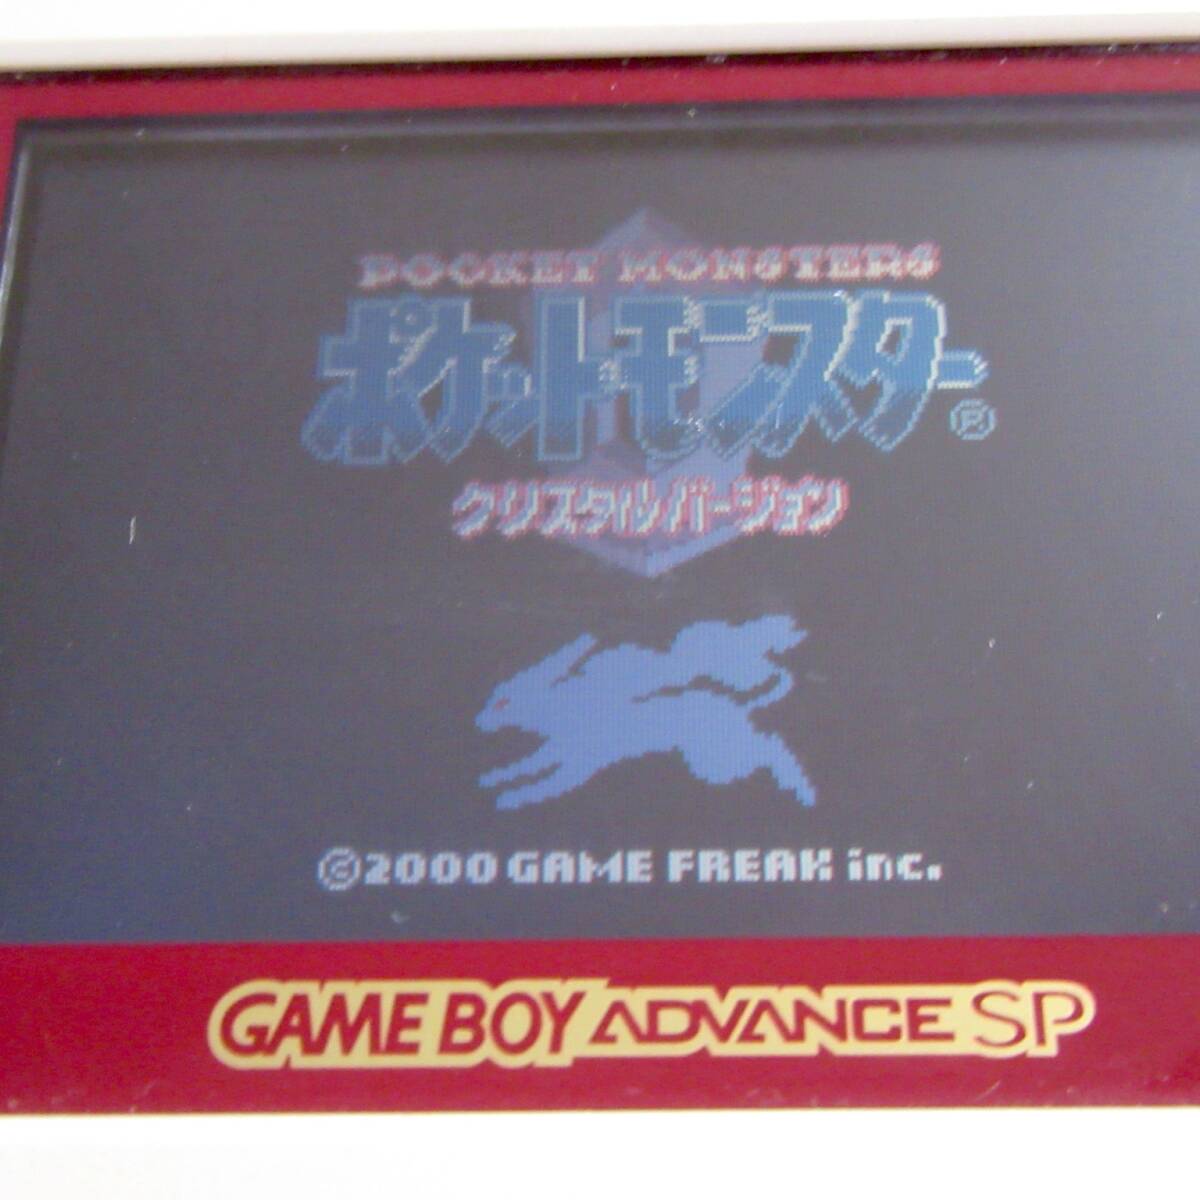 POCKET MONSTERS
ポケットモンスター
®
クリスタルバージョン
©2000 GAME FREAK inc.
GAME BOY ADVANCE SP